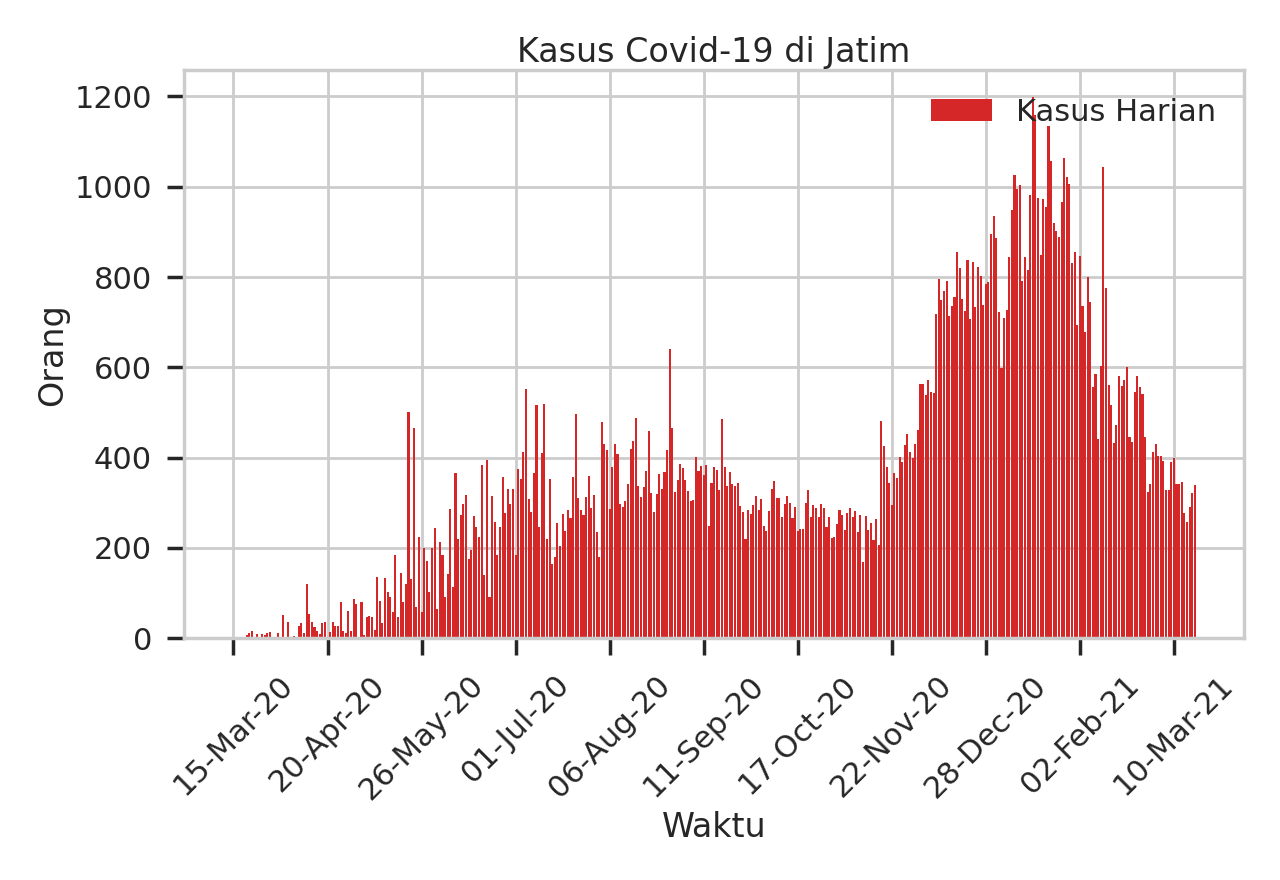 Kasus Covid-19 di Jatim
Kasus Harian
1200
1000
800
600
400
200
0
Orang
15-Mar-20
20-Apr-20
26-May-20
01-Jul-20
06-Aug-20
11-Sep-20
17-Oct-20
22-Nov-20
28-Dec-20
02-Feb-21
10-Mar-21
Waktu